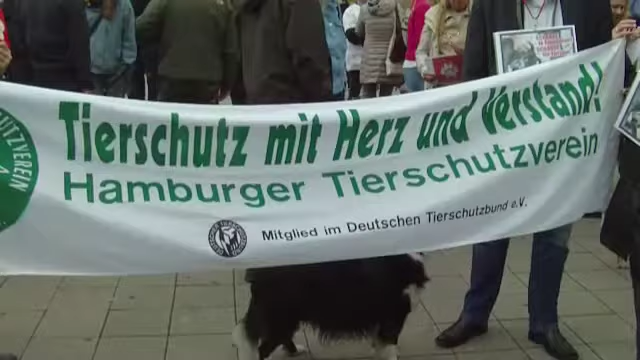 Tierschutz mit Herz und Verstand!
Hamburger Tierschutzverein
Mitglied im Deutschen Tierschutzbund e.V.